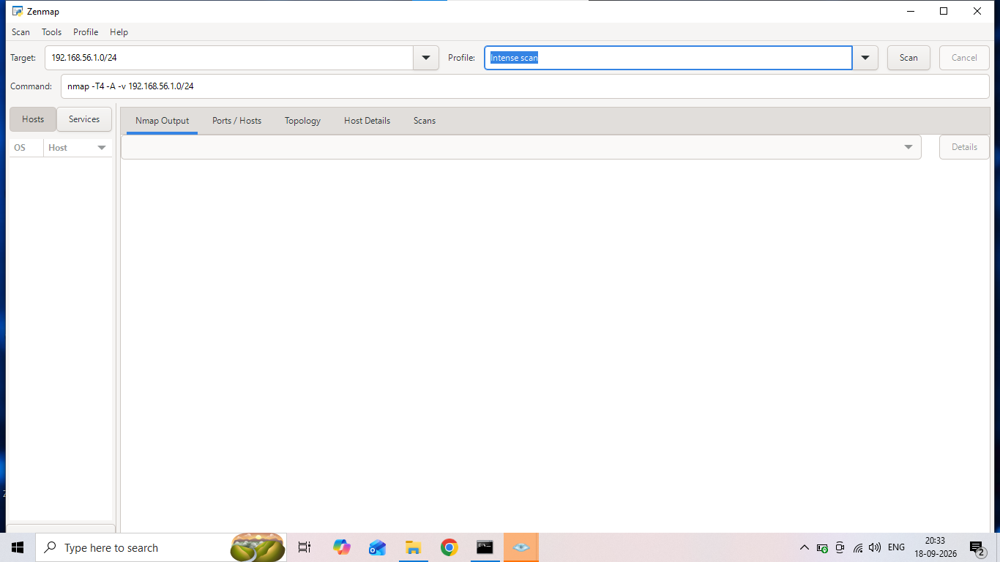 Zenmap
Scan Tools Profile Help
Target: 192.168.56.1.0/24 Profile: Intense scan Scan Cancel
Command: nmap -T4 -A -v 192.168.56.1.0/24
Hosts Services Nmap Output Ports / Hosts Topology Host Details Scans
OS Host Details
Type here to search
ENG
20:33
18-09-2026
2